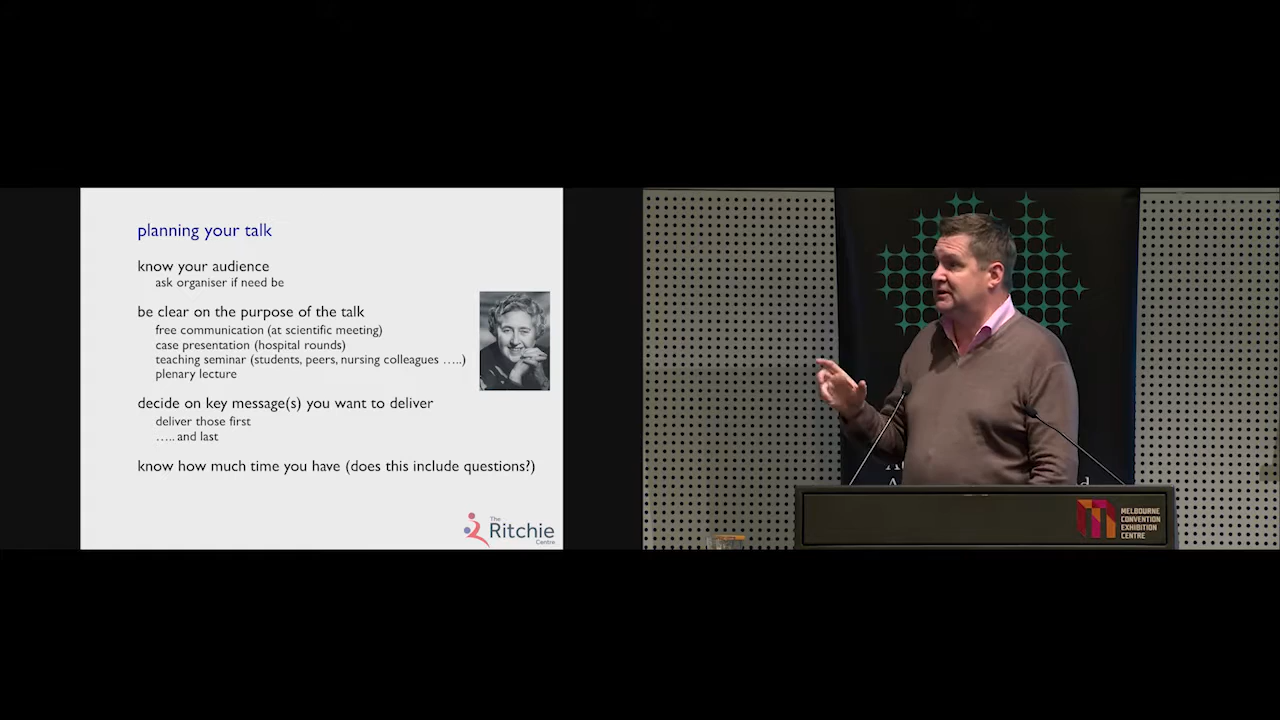 planning your talk
know your audience
ask organiser if need be
be clear on the purpose of the talk
free communication (at scientific meeting)
case presentation (hospital rounds)
teaching seminar (students, peers, nursing colleagues …..)
plenary lecture
decide on key message(s) you want to deliver
deliver those first
….. and last
know how much time you have (does this include questions?)
The
Ritchie
Centre
MELBOURNE
CONVENTION
EXHIBITION
CENTRE